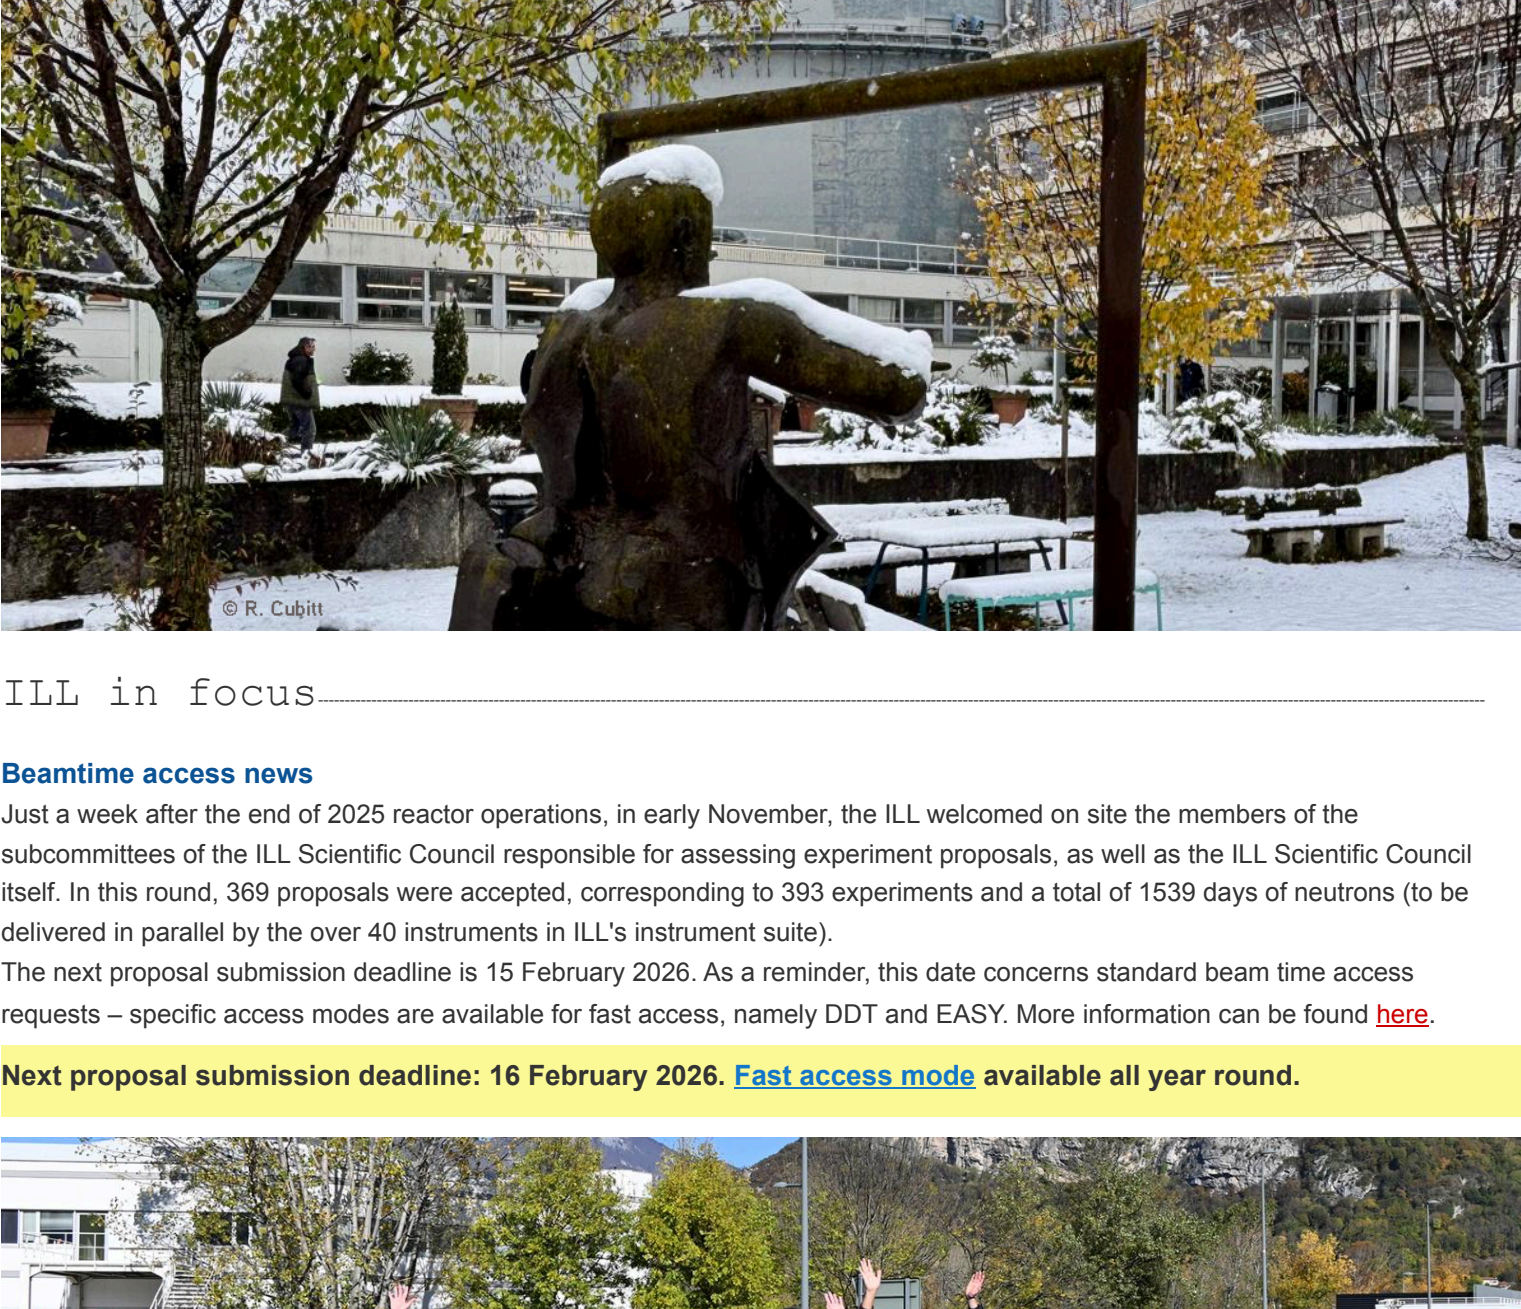 © R. Cubitt
ILL in focus
Beamtime access news
Just a week after the end of 2025 reactor operations, in early November, the ILL welcomed on site the members of the
subcommittees of the ILL Scientific Council responsible for assessing experiment proposals, as well as the ILL Scientific Council
itself. In this round, 369 proposals were accepted, corresponding to 393 experiments and a total of 1539 days of neutrons (to be
delivered in parallel by the over 40 instruments in ILL's instrument suite).
The next proposal submission deadline is 15 February 2026. As a reminder, this date concerns standard beam time access
requests – specific access modes are available for fast access, namely DDT and EASY. More information can be found here.
Next proposal submission deadline: 16 February 2026. Fast access mode available all year round.